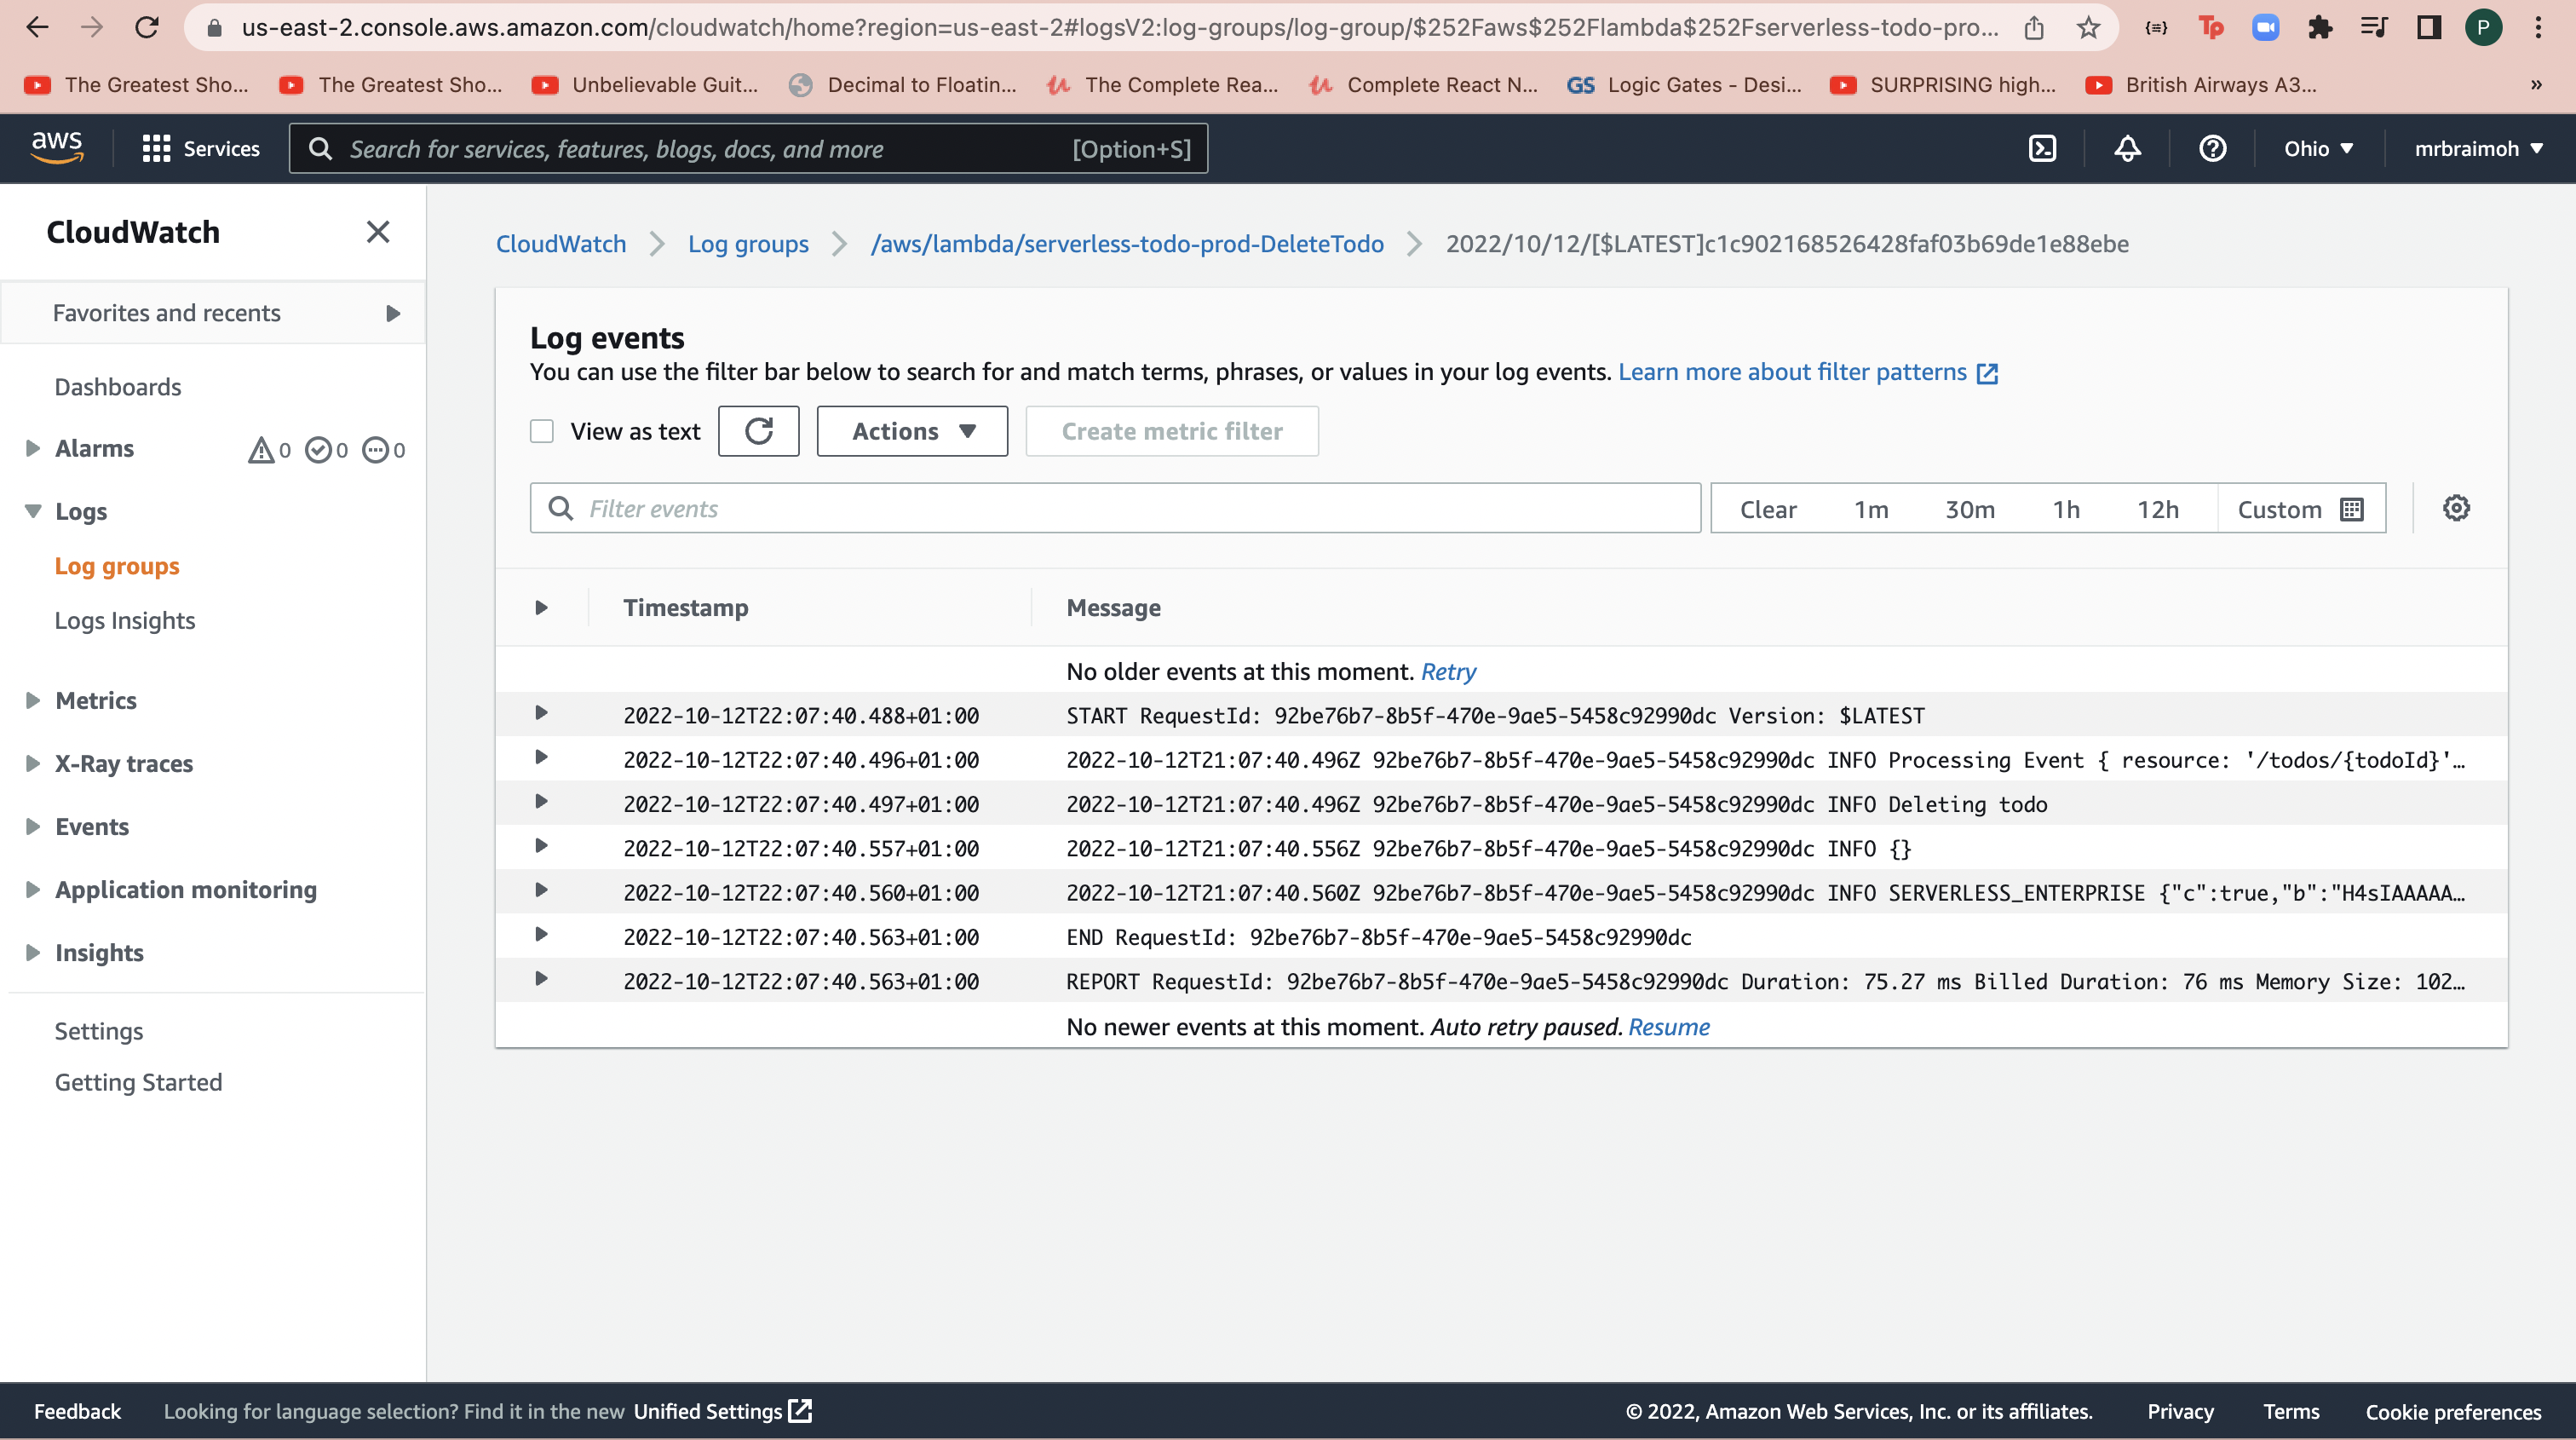 us-east-2.console.aws.amazon.com/cloudwatch/home?region=us-east-2#logsV2:log-groups/log-group/$252Faws$252Flambda$252Fserverless-todo-pro...
Tp
P
The Greatest Sho...
The Greatest Sho...
Unbelievable Guit...
Decimal to Floatin...
The Complete Rea...
Complete React N...
GS Logic Gates - Desi...
SURPRISING high...
British Airways A3...
»
aws
Services
Search for services, features, blogs, docs, and more
[Option+S]
Ohio
mrbraimoh
CloudWatch
Favorites and recents
Dashboards
Alarms
0 0 0
Logs
Log groups
Logs Insights
Metrics
X-Ray traces
Events
Application monitoring
Insights
Settings
Getting Started
CloudWatch
Log groups
/aws/lambda/serverless-todo-prod-DeleteTodo
2022/10/12/[$LATEST]c1c902168526428faf03b69de1e88ebe
Log events
You can use the filter bar below to search for and match terms, phrases, or values in your log events. Learn more about filter patterns
View as text
Actions
Create metric filter
Filter events
Clear 1m 30m 1h 12h Custom
Timestamp Message
No older events at this moment. Retry
2022-10-12T22:07:40.488+01:00 START RequestId: 92be76b7-8b5f-470e-9ae5-5458c92990dc Version: $LATEST
2022-10-12T22:07:40.496+01:00 2022-10-12T21:07:40.496Z 92be76b7-8b5f-470e-9ae5-5458c92990dc INFO Processing Event { resource: '/todos/{todoId}'...
2022-10-12T22:07:40.497+01:00 2022-10-12T21:07:40.496Z 92be76b7-8b5f-470e-9ae5-5458c92990dc INFO Deleting todo
2022-10-12T22:07:40.557+01:00 2022-10-12T21:07:40.556Z 92be76b7-8b5f-470e-9ae5-5458c92990dc INFO {}
2022-10-12T22:07:40.560+01:00 2022-10-12T21:07:40.560Z 92be76b7-8b5f-470e-9ae5-5458c92990dc INFO SERVERLESS_ENTERPRISE {"c":true,"b":"H4sIAAAAA...
2022-10-12T22:07:40.563+01:00 END RequestId: 92be76b7-8b5f-470e-9ae5-5458c92990dc
2022-10-12T22:07:40.563+01:00 REPORT RequestId: 92be76b7-8b5f-470e-9ae5-5458c92990dc Duration: 75.27 ms Billed Duration: 76 ms Memory Size: 102...
No newer events at this moment. Auto retry paused. Resume
Feedback
Looking for language selection? Find it in the new Unified Settings
© 2022, Amazon Web Services, Inc. or its affiliates.
Privacy
Terms
Cookie preferences